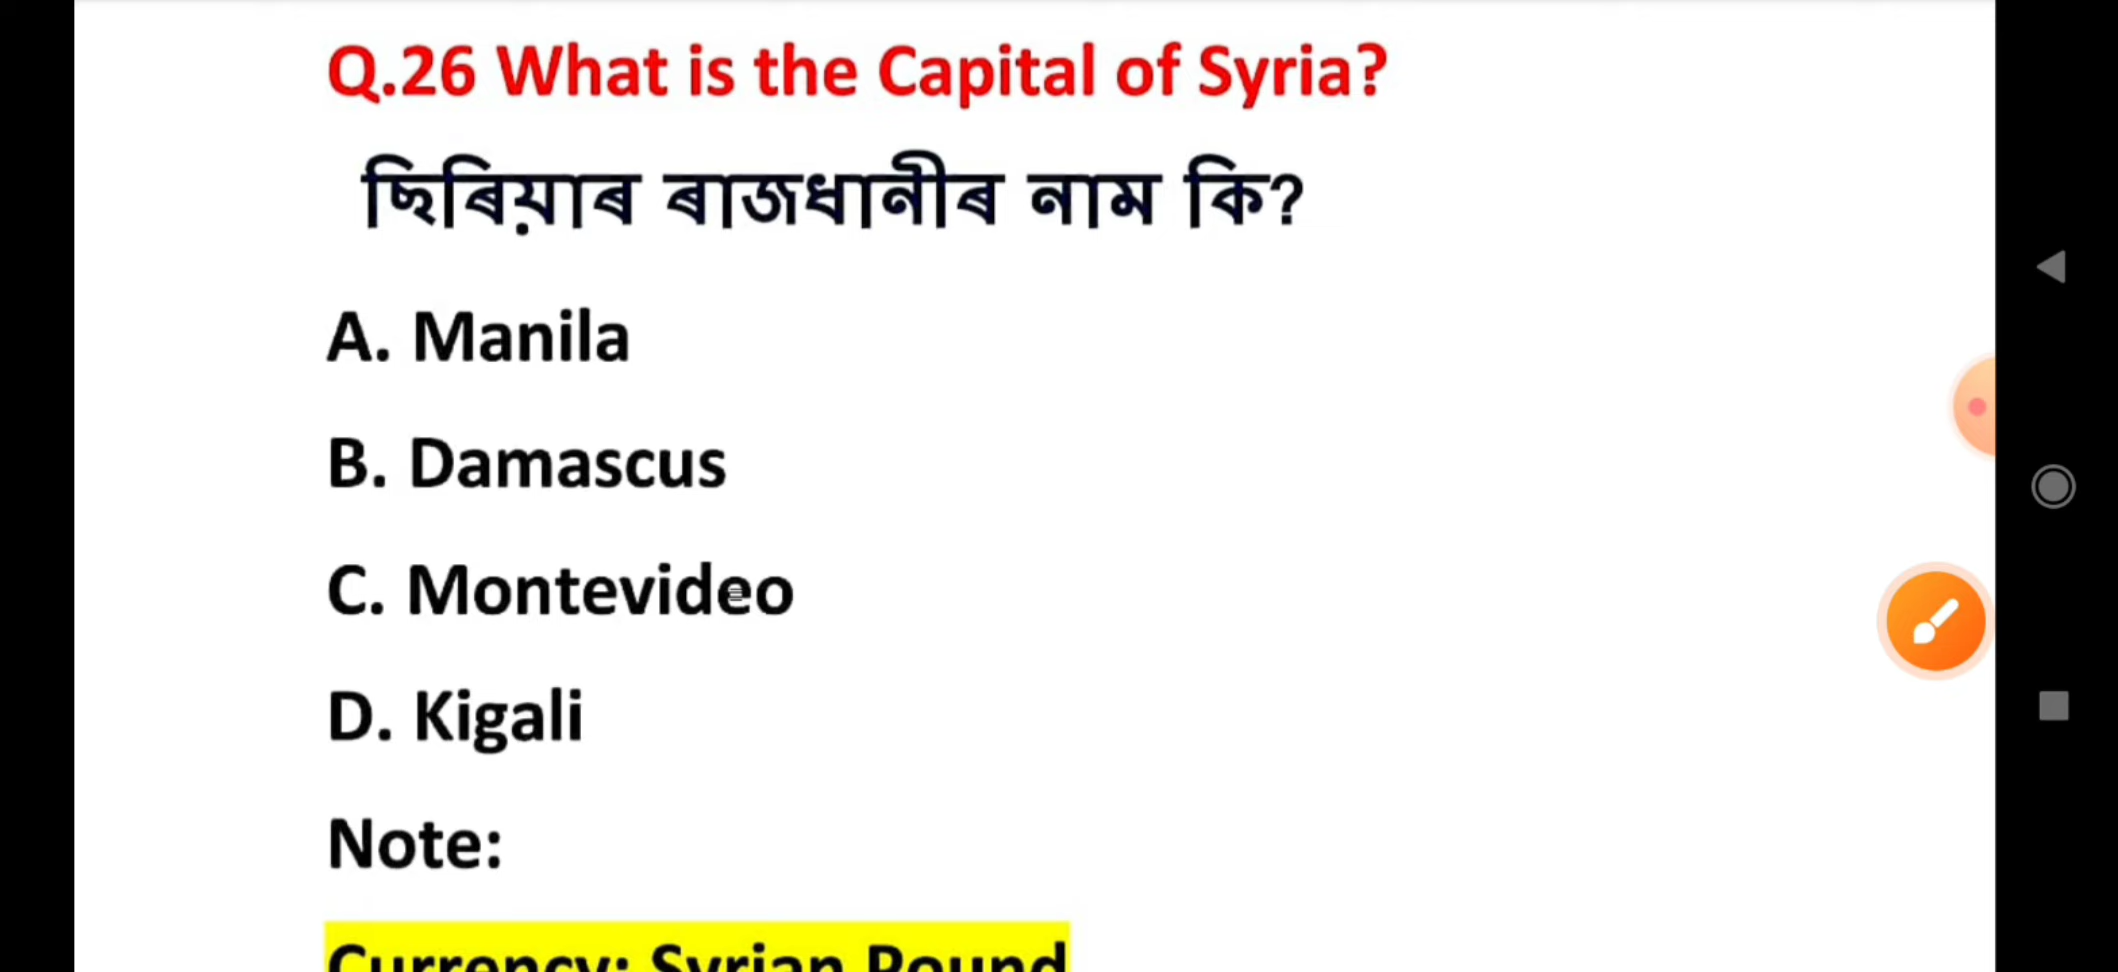 Q.26 What is the Capital of Syria?
ছিৰিয়াৰ ৰাজধানীৰ নাম কি?
A. Manila
B. Damascus
C. Montevideo
D. Kigali
Note:
Currency: Syrian Pound